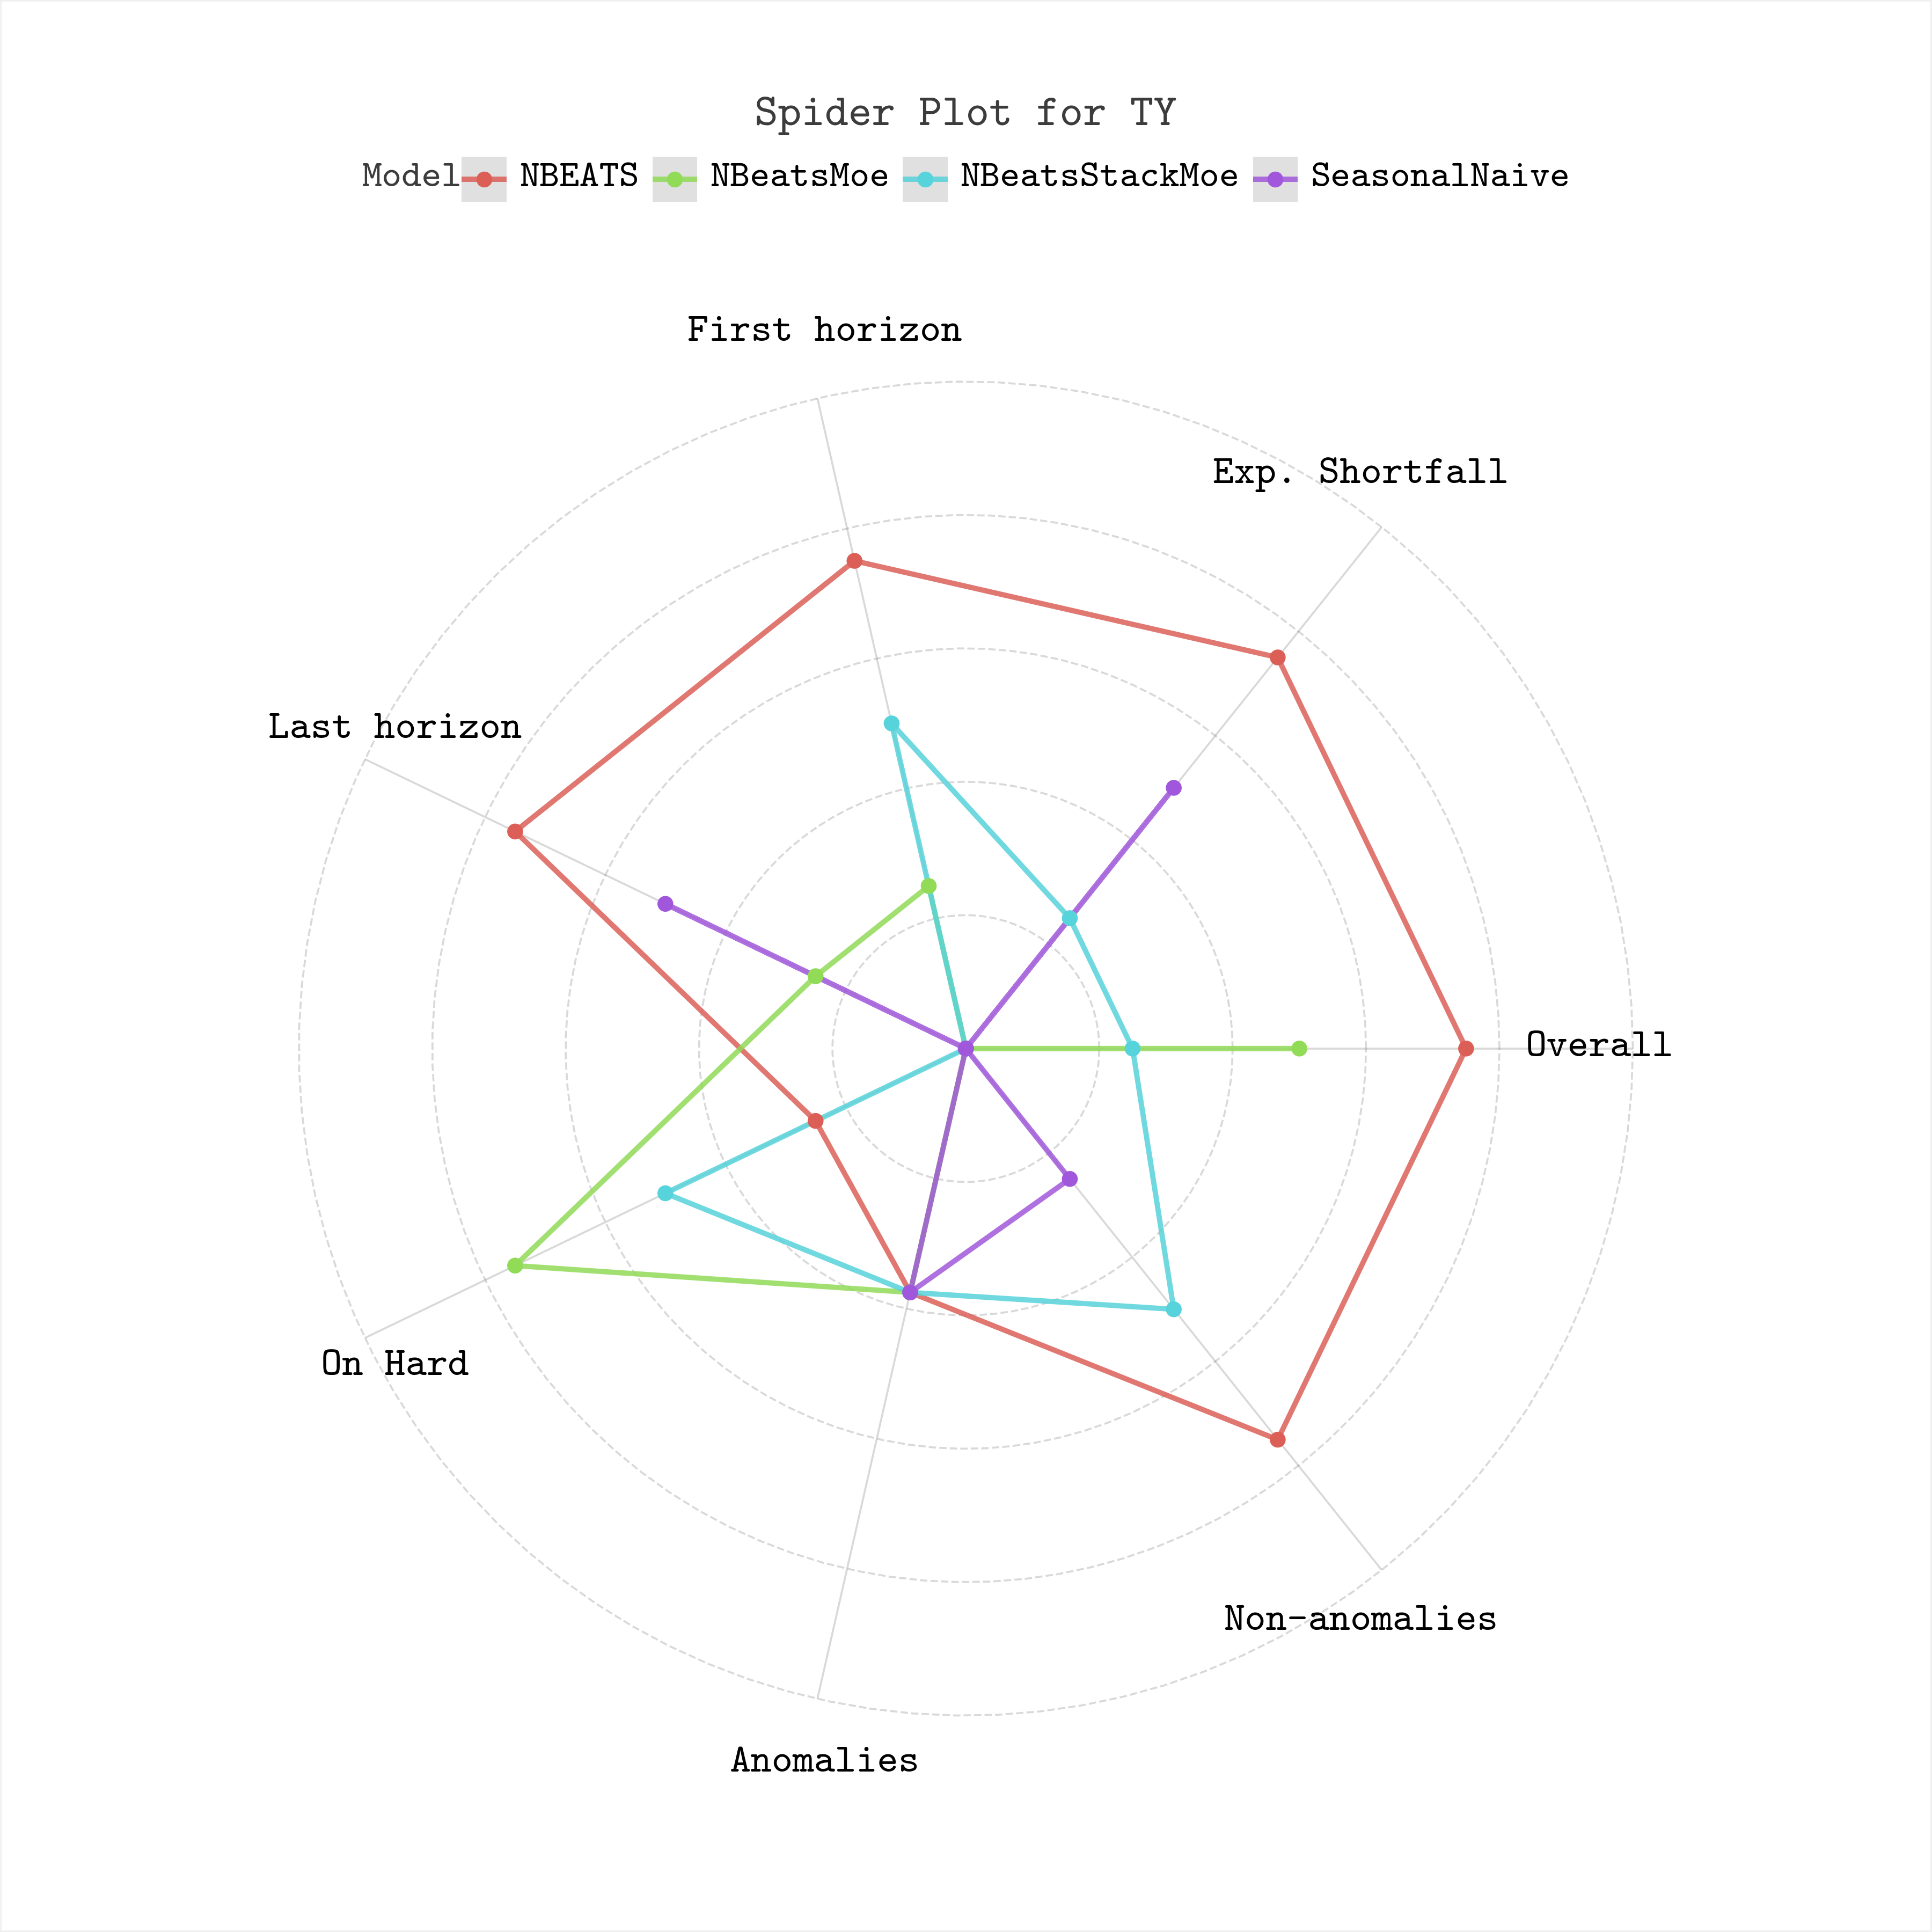 Spider Plot for TY
Model NBEATS NBeatsMoe NBeatsStackMoe SeasonalNaive
First horizon
Exp. Shortfall
Last horizon
Overall
On Hard
Non-anomalies
Anomalies